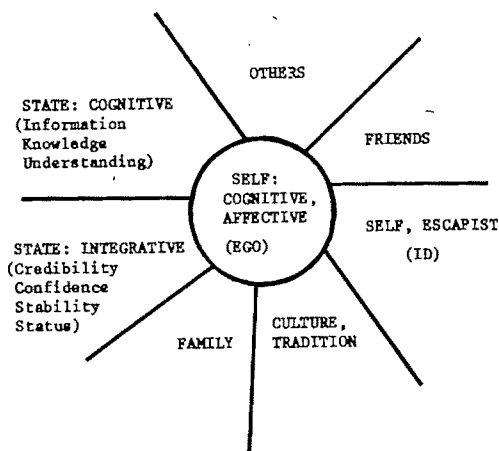 OTHERS
STATE: COGNITIVE
(Information
Knowledge
Understanding)
FRIENDS
SELF:
COGNITIVE,
AFFECTIVE
(EGO)
SELF, ESCAPIST
(ID)
STATE: INTEGRATIVE
(Credibility
Confidence
Stability
Status)
FAMILY
CULTURE,
TRADITION